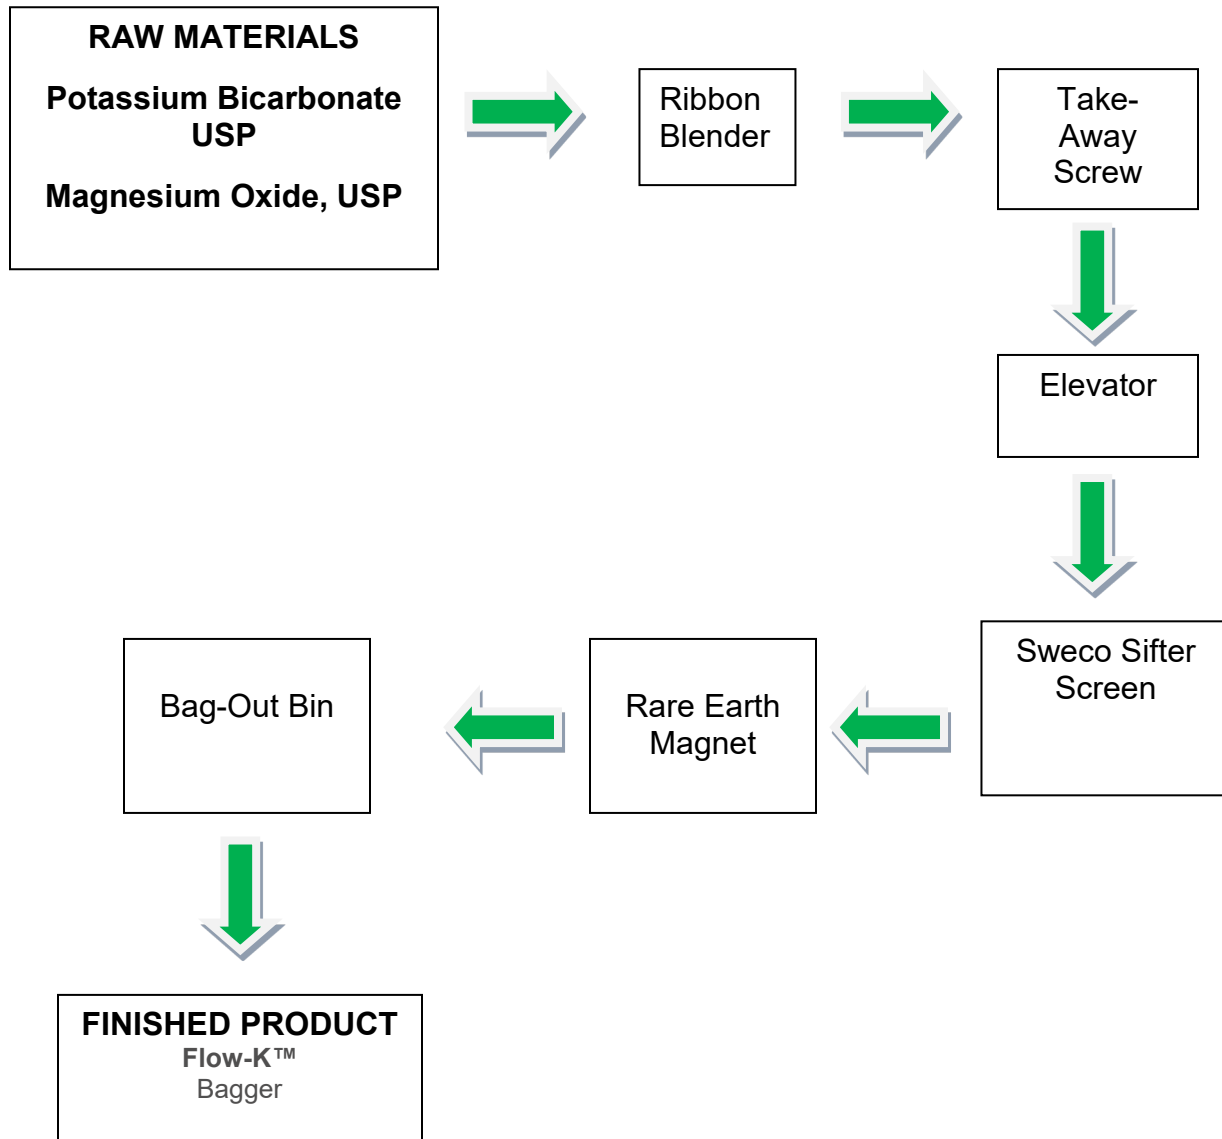 RAW MATERIALS
Potassium Bicarbonate
USP
Magnesium Oxide, USP
Ribbon
Blender
Take-
Away
Screw
Elevator
Sweco Sifter
Screen
Rare Earth
Magnet
Bag-Out Bin
FINISHED PRODUCT
Flow-K™
Bagger